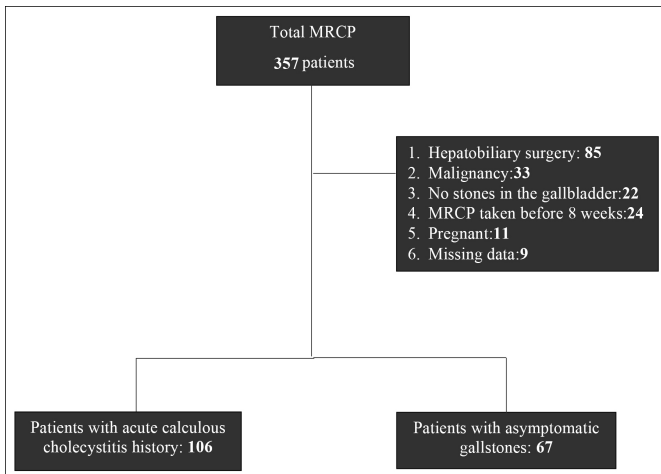 Total MRCP
357 patients
1. Hepatobiliary surgery: 85
2. Malignancy:33
3. No stones in the gallbladder:22
4. MRCP taken before 8 weeks:24
5. Pregnant:11
6. Missing data:9
Patients with acute calculous
cholecystitis history: 106
Patients with asymptomatic
gallstones: 67